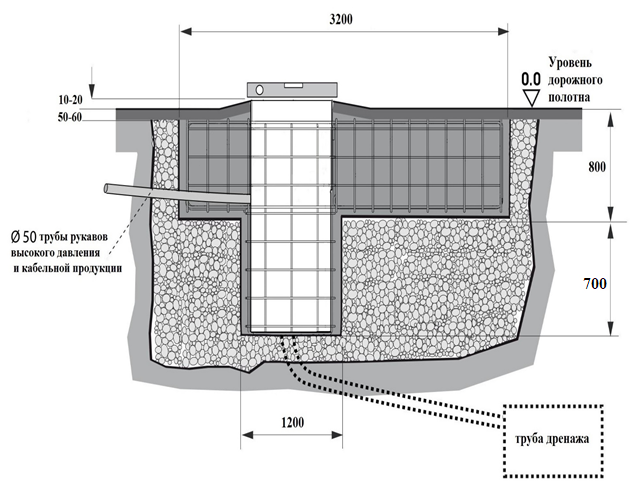 3200
10-20
50-60
0.0
Уровень
дорожного
полотна
800
Ø 50 трубы рукавов
высокого давления
и кабельной продукции
700
1200
труба дренажа